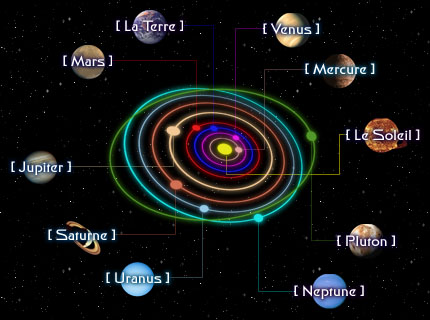 [ La Terre ]
[ Venus ]
[ Mars ]
[ Mercure ]
[ Le Soleil ]
[ Jupiter ]
[ Saturne ]
[ Pluton ]
[ Uranus ]
[ Neptune ]